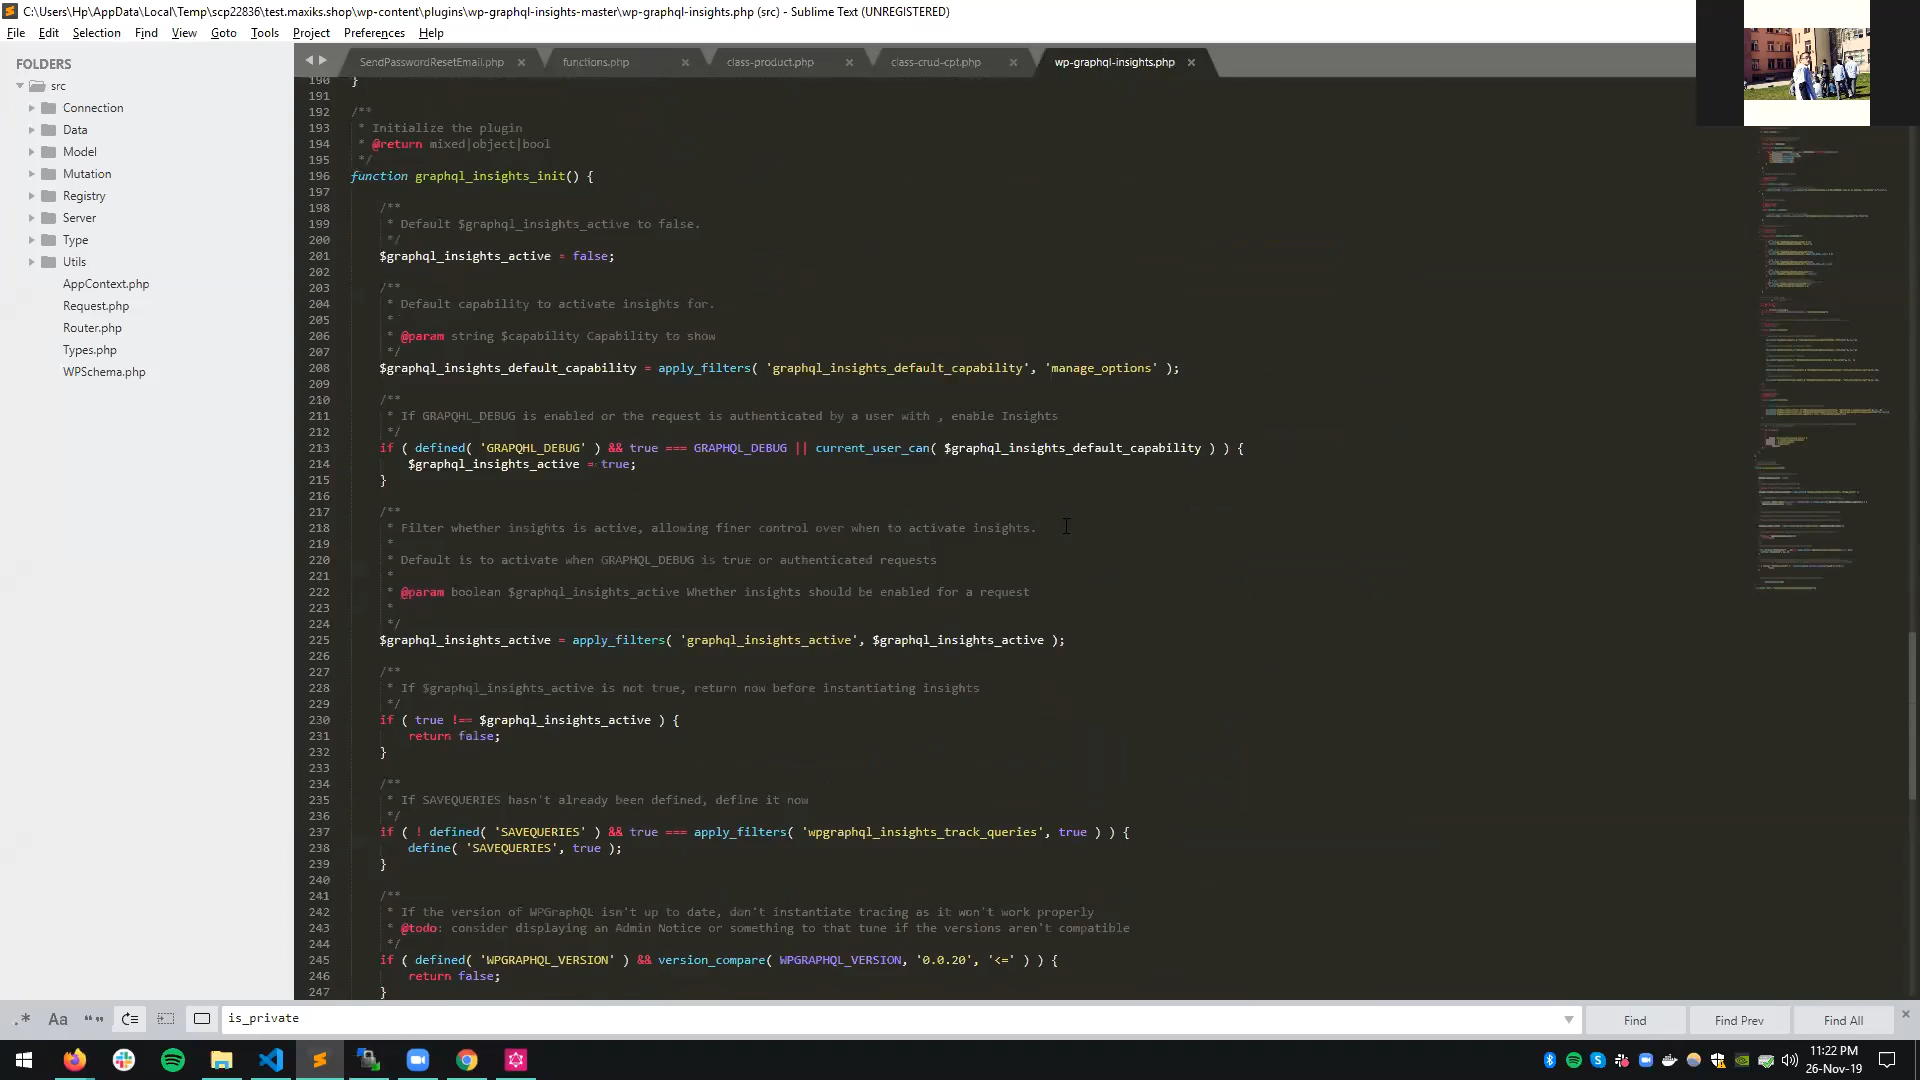 C:\Users\Hp\AppData\Local\Temp\scp22836\test.maxiks.shop\wp-content\plugins\wp-graphql-insights-master\wp-graphql-insights.php (src) - Sublime Text (UNREGISTERED)
File Edit Selection Find View Goto Tools Project Preferences Help
FOLDERS
src
Connection
Data
Model
Mutation
Registry
Server
Type
Utils
AppContext.php
Request.php
Router.php
Types.php
WPSchema.php
SendPasswordResetEmail.php × functions.php × class-product.php × class-crud-cpt.php × wp-graphql-insights.php ×
190 }
191
192 /**
193 * Initialize the plugin
194 * @return mixed|object|bool
195 */
196 function graphql_insights_init() {
197
198 /**
199 * Default $graphql_insights_active to false.
200 */
201 $graphql_insights_active = false;
202
203 /**
204 * Default capability to activate insights for.
205 *
206 * @param string $capability Capability to show
207 */
208 $graphql_insights_default_capability = apply_filters( 'graphql_insights_default_capability', 'manage_options' );
209
210 /**
211 * If GRAPQHL_DEBUG is enabled or the request is authenticated by a user with , enable Insights
212 */
213 if ( defined( 'GRAPQHL_DEBUG' ) && true === GRAPHQL_DEBUG || current_user_can( $graphql_insights_default_capability ) ) {
214 $graphql_insights_active = true;
215 }
216
217 /**
218 * Filter whether insights is active, allowing finer control over when to activate insights.
219 *
220 * Default is to activate when GRAPHQL_DEBUG is true or authenticated requests
221 *
222 * @param boolean $graphql_insights_active Whether insights should be enabled for a request
223 *
224 */
225 $graphql_insights_active = apply_filters( 'graphql_insights_active', $graphql_insights_active );
226
227 /**
228 * If $graphql_insights_active is not true, return now before instantiating insights
229 */
230 if ( true !== $graphql_insights_active ) {
231 return false;
232 }
233
234 /**
235 * If SAVEQUERIES hasn't already been defined, define it now
236 */
237 if ( ! defined( 'SAVEQUERIES' ) && true === apply_filters( 'wpgraphql_insights_track_queries', true ) ) {
238 define( 'SAVEQUERIES', true );
239 }
240
241 /**
242 * If the version of WPGraphQL isn't up to date, don't instantiate tracing as it won't work properly
243 * @todo: consider displaying an Admin Notice or something to that tune if the versions aren't compatible
244 */
245 if ( defined( 'WPGRAPHQL_VERSION' ) && version_compare( WPGRAPHQL_VERSION, '0.0.20', '<=' ) ) {
246 return false;
247 }
.* Aa “” is_private Find Find Prev Find All ×
11:22 PM
26-Nov-19